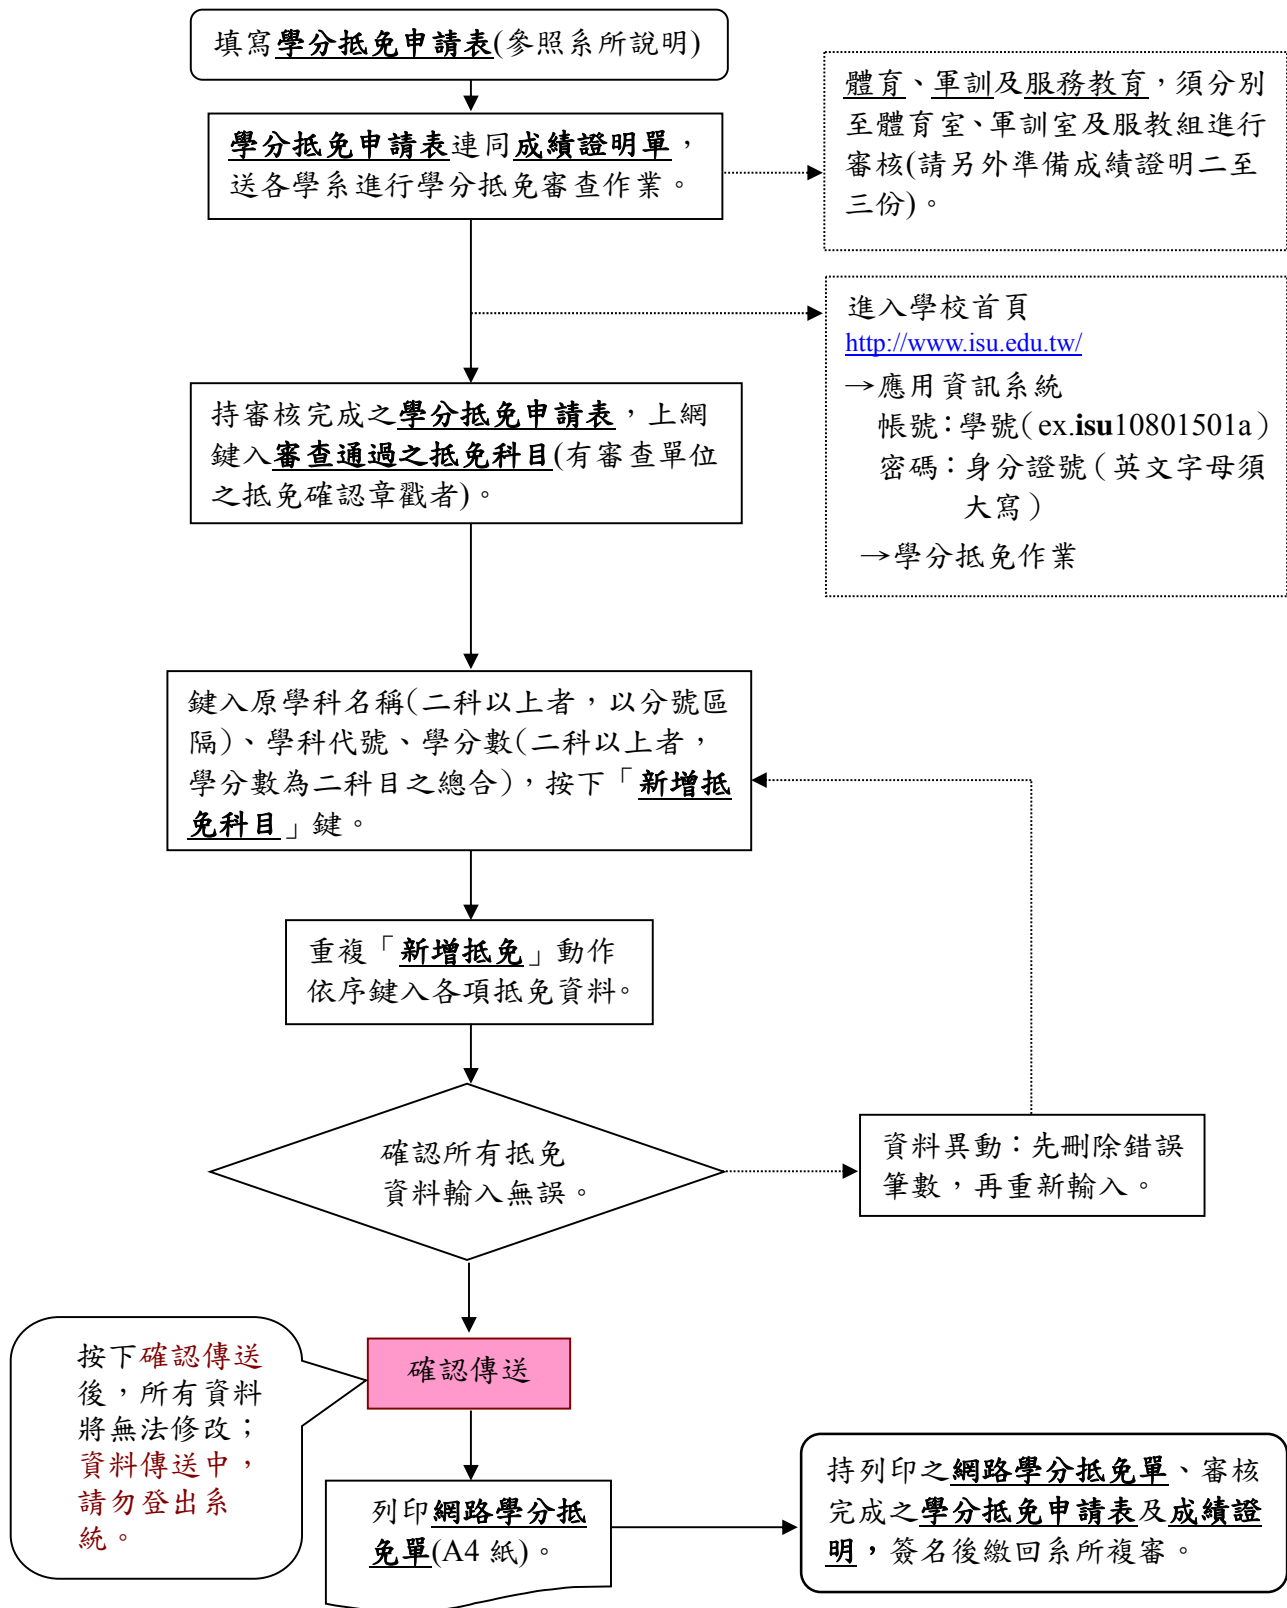 填寫學分抵免申請表(參照系所說明)
學分抵免申請表連同成績證明單，
送各學系進行學分抵免審查作業。
體育、軍訓及服務教育，須分別
至體育室、軍訓室及服教組進行
審核(請另外準備成績證明二至
三份)。
進入學校首頁
http://www.isu.edu.tw/
→應用資訊系統
帳號：學號（ex.isu10801501a）
密碼：身分證號（英文字母須
大寫）
→學分抵免作業
持審核完成之學分抵免申請表，上網
鍵入審查通過之抵免科目(有審查單位
之抵免確認章戳者)。
鍵入原學科名稱(二科以上者，以分號區
隔)、學科代號、學分數(二科以上者，
學分數為二科目之總合)，按下「新增抵
免科目」鍵。
重複「新增抵免」動作
依序鍵入各項抵免資料。
確認所有抵免
資料輸入無誤。
資料異動：先刪除錯誤
筆數，再重新輸入。
按下確認傳送
後，所有資料
將無法修改；
資料傳送中，
請勿登出系
統。
確認傳送
列印網路學分抵
免單(A4 紙)。
持列印之網路學分抵免單、審核
完成之學分抵免申請表及成績證
明，簽名後繳回系所複審。